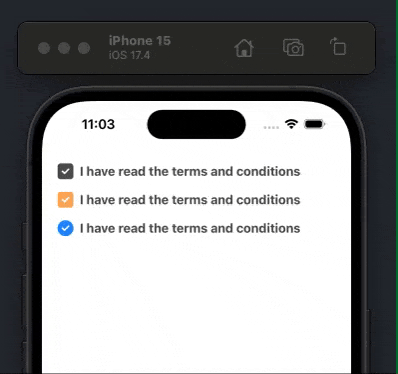 iPhone 15
iOS 17.4
11:03
I have read the terms and conditions
I have read the terms and conditions
I have read the terms and conditions